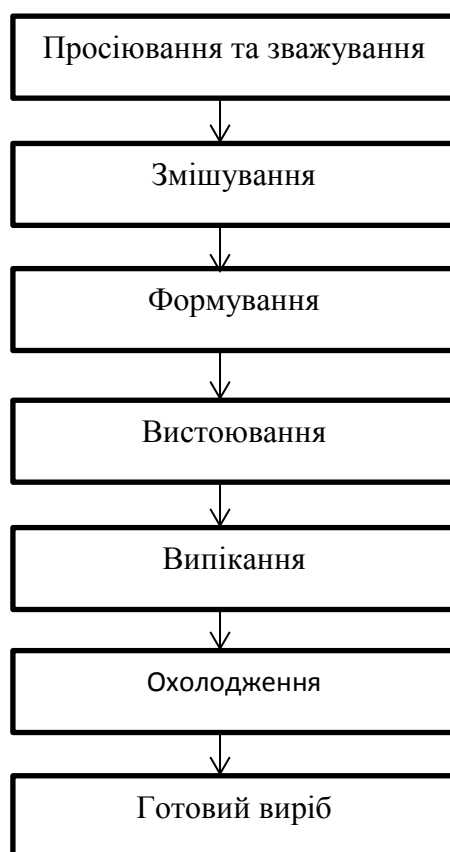 Просіювання та зважування
Змішування
Формування
Вистоювання
Випікання
Охолодження
Готовий виріб